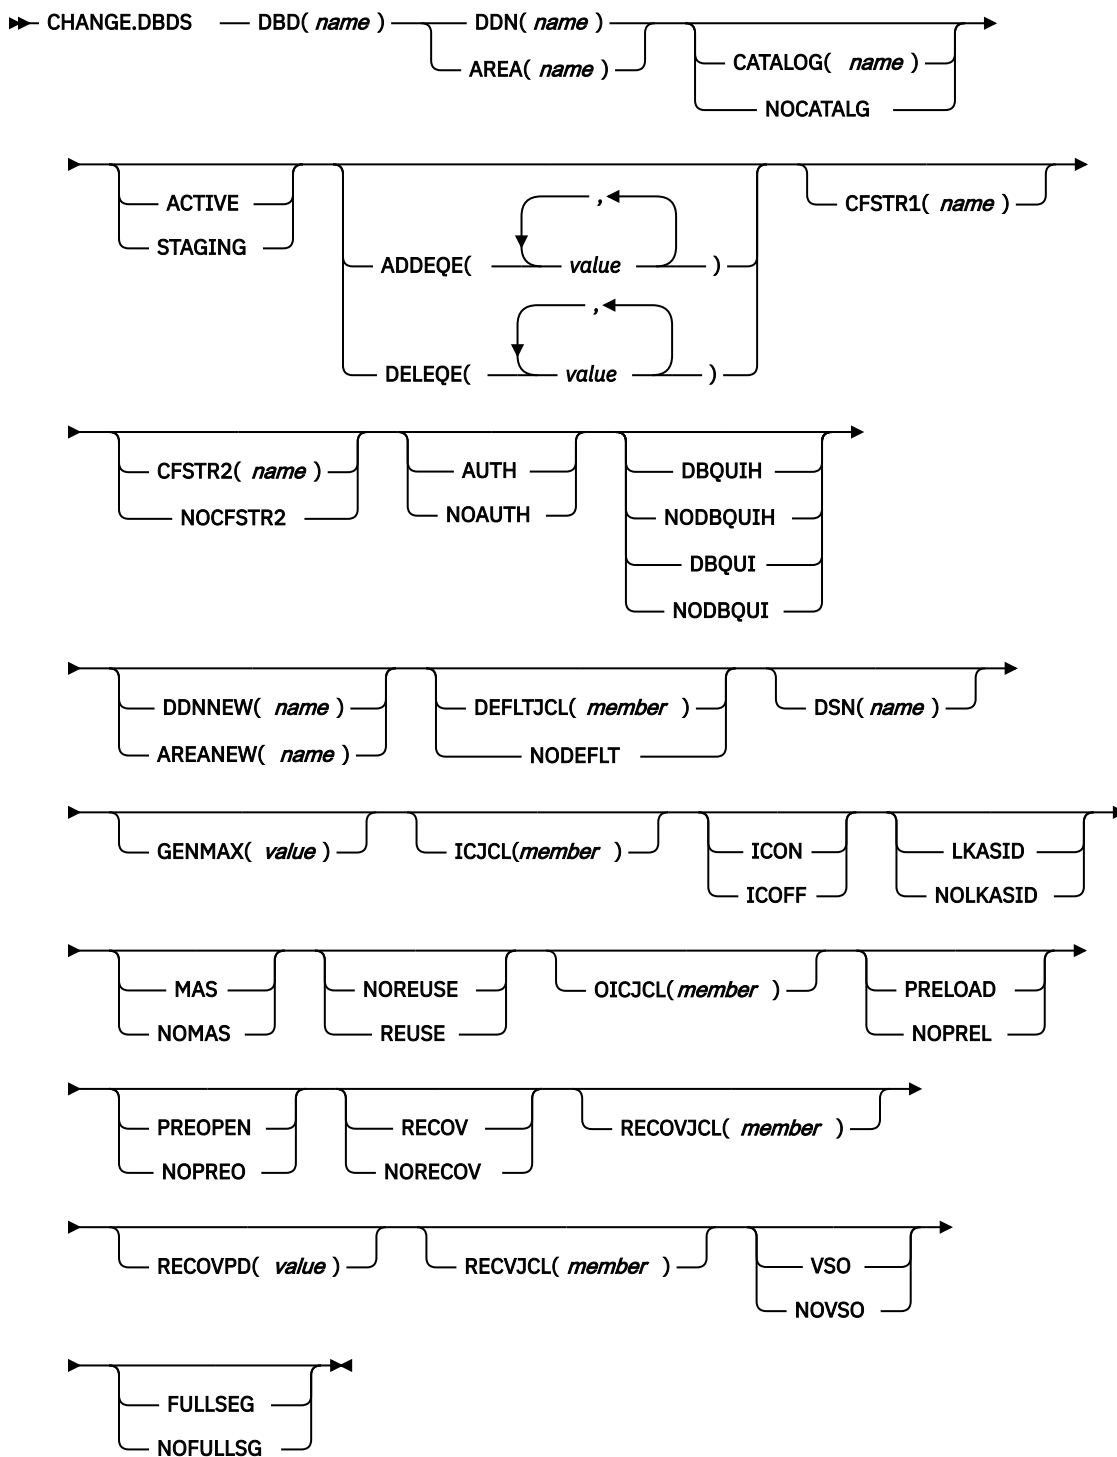 CHANGE.DBDS DBD( name ) DDN( name )
AREA( name ) CATALOG( name )
NOCATALG
ACTIVE , CFSTR1( name )
STAGING ADDEQE( value )
,
DELEQE( value )
CFSTR2( name ) AUTH DBQUIH
NOCFSTR2 NOAUTH NODBQUIH
DBQUI
NODBQUI
DDNNEW( name ) DEFLTJCL( member ) DSN( name )
AREANEW( name ) NODEFLT
GENMAX( value ) ICJCL(member ) ICON LKASID
ICOFF NOLKASID
MAS NOREUSE OICJCL(member ) PRELOAD
NOMAS REUSE NOPREL
PREOPEN RECOV RECOVJCL( member )
NOPREO NORECOV
RECOVPD( value ) RECVJCL( member ) VSO
NOVSO
FULLSEG
NOFULLSG